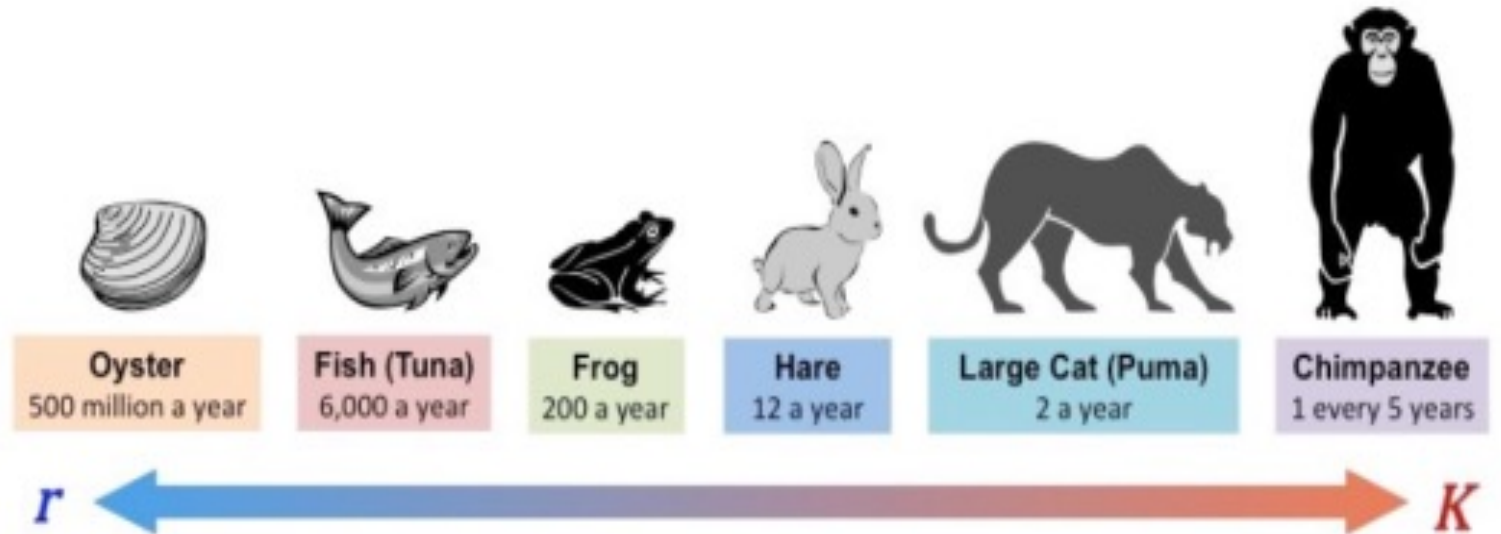 Oyster
500 million a year
Fish (Tuna)
6,000 a year
Frog
200 a year
Hare
12 a year
Large Cat (Puma)
2 a year
Chimpanzee
1 every 5 years
r
K